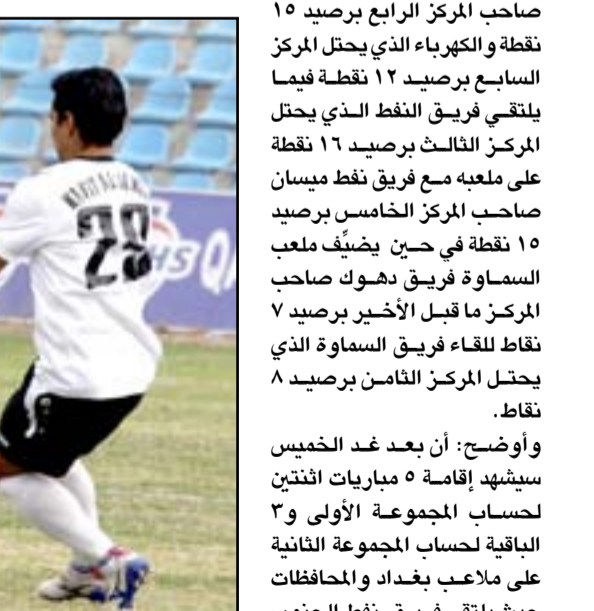 صاحب المركز الرابع برصيد ١٥
نقطة والكهرباء الذي يحتل المركز
السابع برصيد ١٢ نقطة فيما
يلتقي فريق النفط الذي يحتل
المركز الثالث برصيد ١٦ نقطة
على ملعبه مع فريق نفط ميسان
صاحب المركز الخامس برصيد
١٥ نقطة في حين يضيِّف ملعب
السماوة فريق دهوك صاحب
المركز ما قبل الأخير برصيد ٧
نقاط للقاء فريق السماوة الذي
يحتل المركز الثامن برصيد ٨
نقاط.
وأوضح: أن بعد غد الخميس
سيشهد إقامة ٥ مباريات اثنتين
لحساب المجموعة الأولى و٣
الباقية لحساب المجموعة الثانية
على ملاعب بغداد والمحافظات